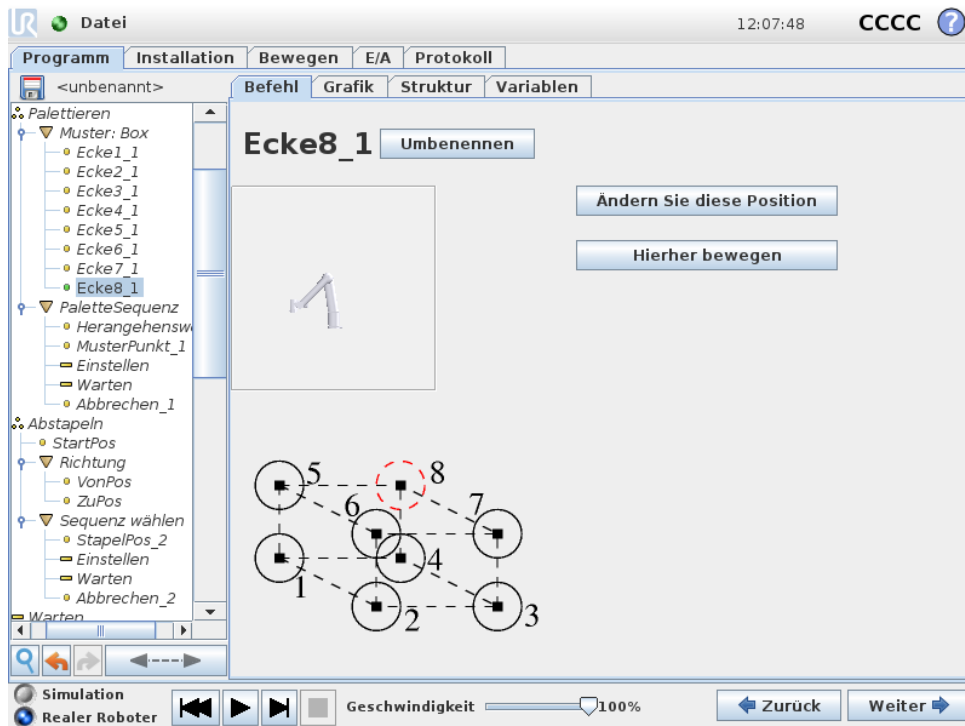 UR Datei 12:07:48 CCCC ?
Programm Installation Bewegen E/A Protokoll
<unbenannt> Befehl Grafik Struktur Variablen
Palettieren
Muster: Box
Ecke1_1
Ecke2_1
Ecke3_1
Ecke4_1
Ecke5_1
Ecke6_1
Ecke7_1
Ecke8_1
PaletteSequenz
Herangehenswe
MusterPunkt_1
Einstellen
Warten
Abbrechen_1
Abstapeln
StartPos
Richtung
VonPos
ZuPos
Sequenz wählen
StapelPos_2
Einstellen
Warten
Abbrechen_2
Warten
Ecke8_1 Umbenennen
Ändern Sie diese Position
Hierher bewegen
5 8
6 7
1 4
2 3
Simulation
Realer Roboter
Geschwindigkeit 100%
Zurück Weiter